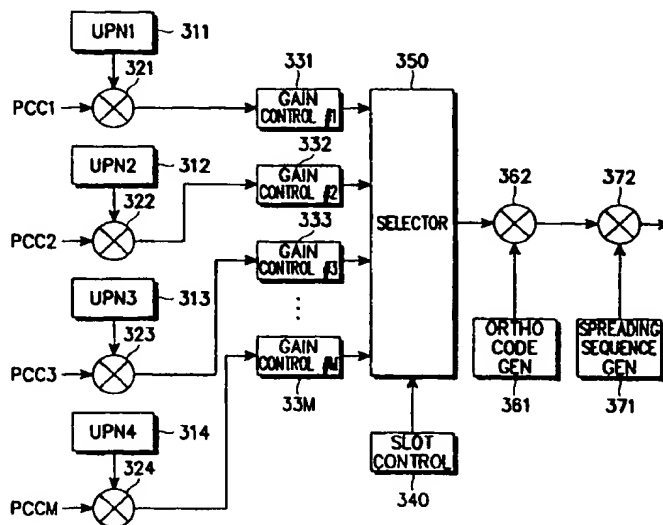 UPN1
311
321
PCC1
331
GAIN
CONTROL #1
350
UPN2
312
322
PCC2
332
GAIN
CONTROL #2
SELECTOR
362
372
UPN3
313
323
PCC3
333
GAIN
CONTROL #3
GAIN
CONTROL #M
33M
ORTHO
CODE
GEN
361
SPREADING
SEQUENCE
GEN
371
UPN4
314
324
PCCM
SLOT
CONTROL
340